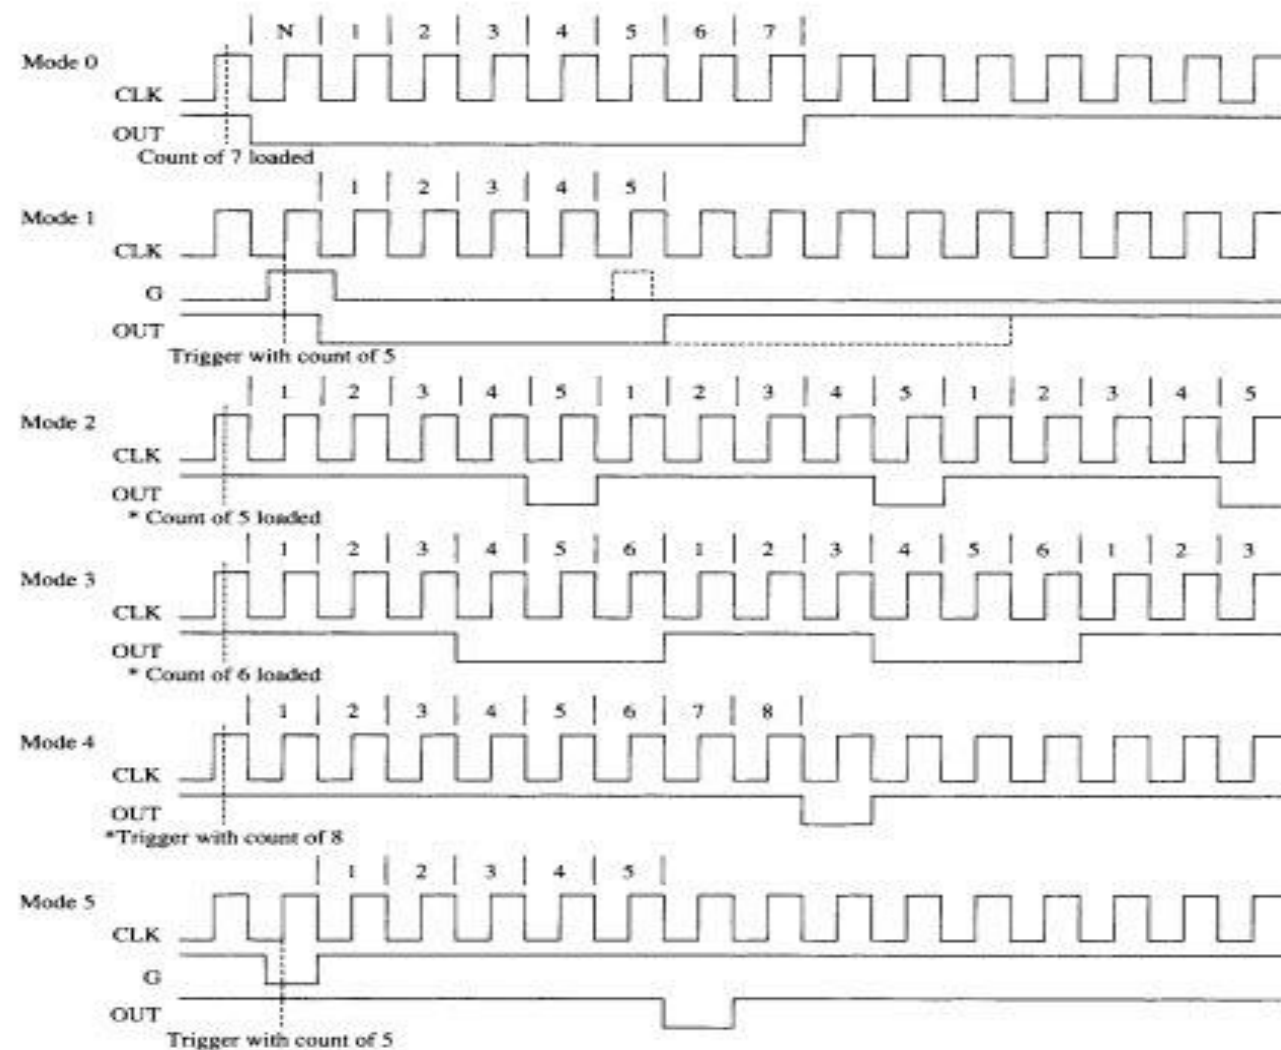 N 1 2 3 4 5 6 7
Mode 0
CLK
OUT
Count of 7 loaded
1 2 3 4 5
Mode 1
CLK
G
OUT
Trigger with count of 5
1 2 3 4 5 1 2 3 4 5 1 2 3 4 5
Mode 2
CLK
OUT
* Count of 5 loaded
1 2 3 4 5 6 1 2 3 4 5 6 1 2 3
Mode 3
CLK
OUT
* Count of 6 loaded
1 2 3 4 5 6 7 8
Mode 4
CLK
OUT
*Trigger with count of 8
1 2 3 4 5
Mode 5
CLK
G
OUT
Trigger with count of 5